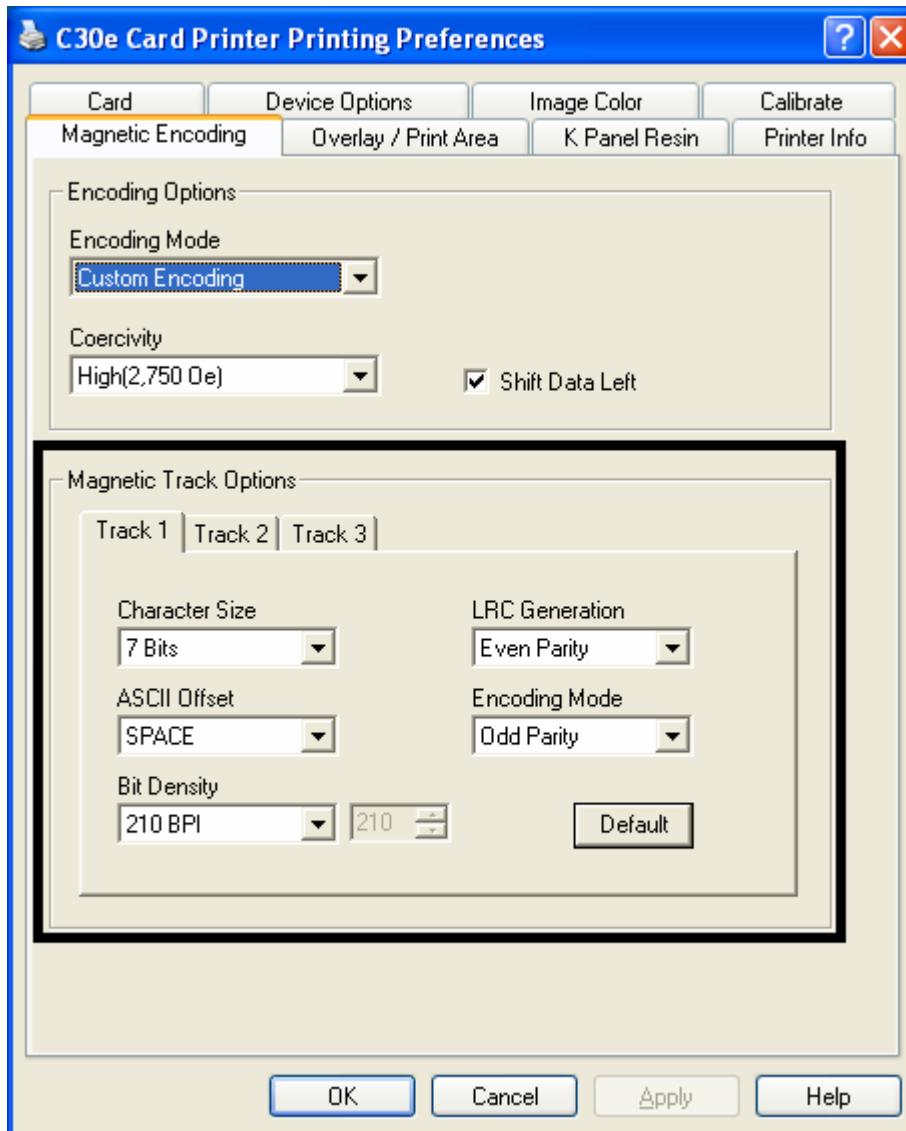 C30e Card Printer Printing Preferences
Card Device Options Image Color Calibrate
Magnetic Encoding Overlay / Print Area K Panel Resin Printer Info
Encoding Options
Encoding Mode
Custom Encoding
Coercivity
High(2,750 Oe)
Shift Data Left
Magnetic Track Options
Track 1 Track 2 Track 3
Character Size
7 Bits
LRC Generation
Even Parity
ASCII Offset
SPACE
Encoding Mode
Odd Parity
Bit Density
210 BPI 210
Default
OK Cancel Apply Help